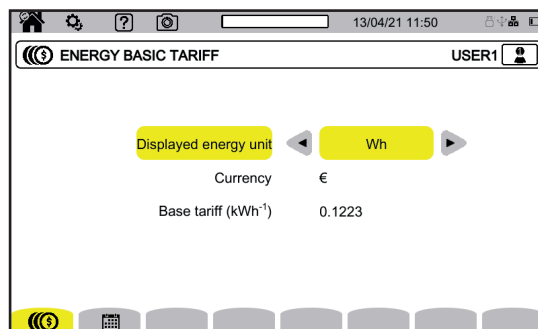 13/04/21 11:50
ENERGY BASIC TARIFF
USER1
Displayed energy unit
Wh
Currency
€
Base tariff (kWh⁻¹)
0.1223